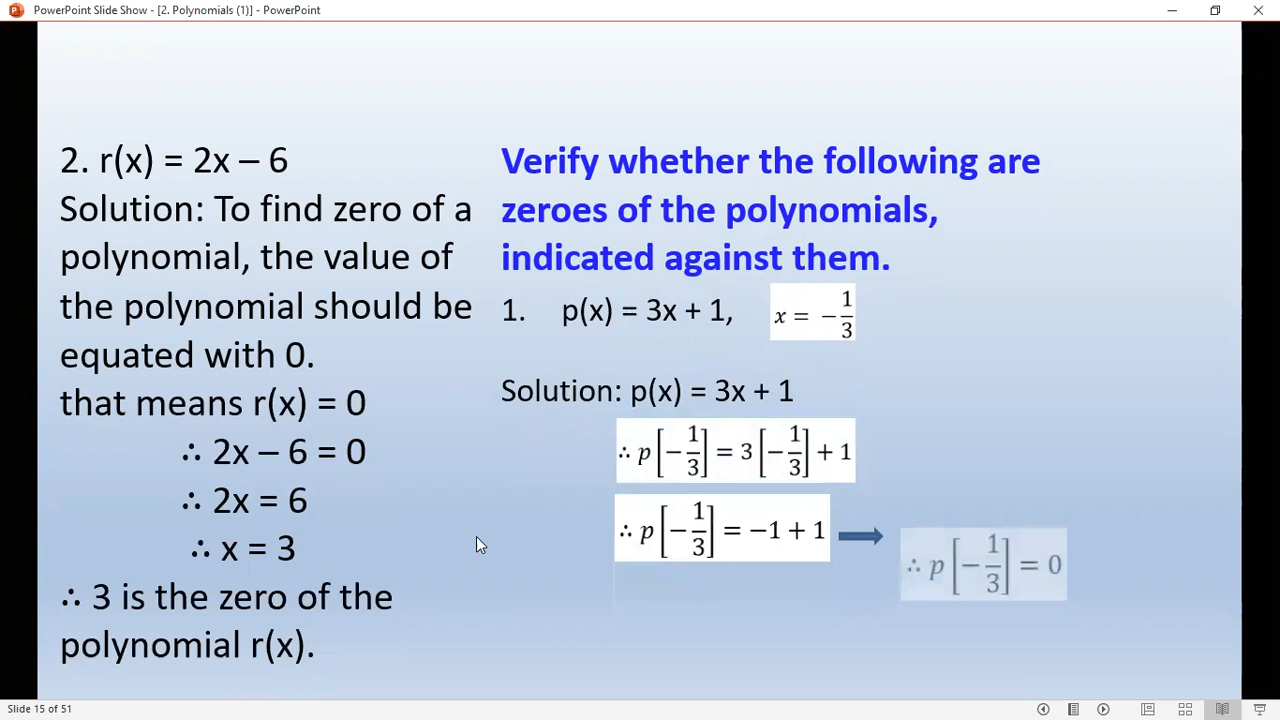 PowerPoint Slide Show - [2. Polynomials (1)] - PowerPoint
2. r(x) = 2x – 6
Solution: To find zero of a
polynomial, the value of
the polynomial should be
equated with 0.
that means r(x) = 0
∴ 2x – 6 = 0
∴ 2x = 6
∴ x = 3
∴ 3 is the zero of the
polynomial r(x).
Verify whether the following are
zeroes of the polynomials,
indicated against them.
1. p(x) = 3x + 1, x = −1/3
Solution: p(x) = 3x + 1
∴ p[−1/3] = 3[−1/3] + 1
∴ p[−1/3] = −1 + 1
∴ p[−1/3] = 0
Slide 15 of 51